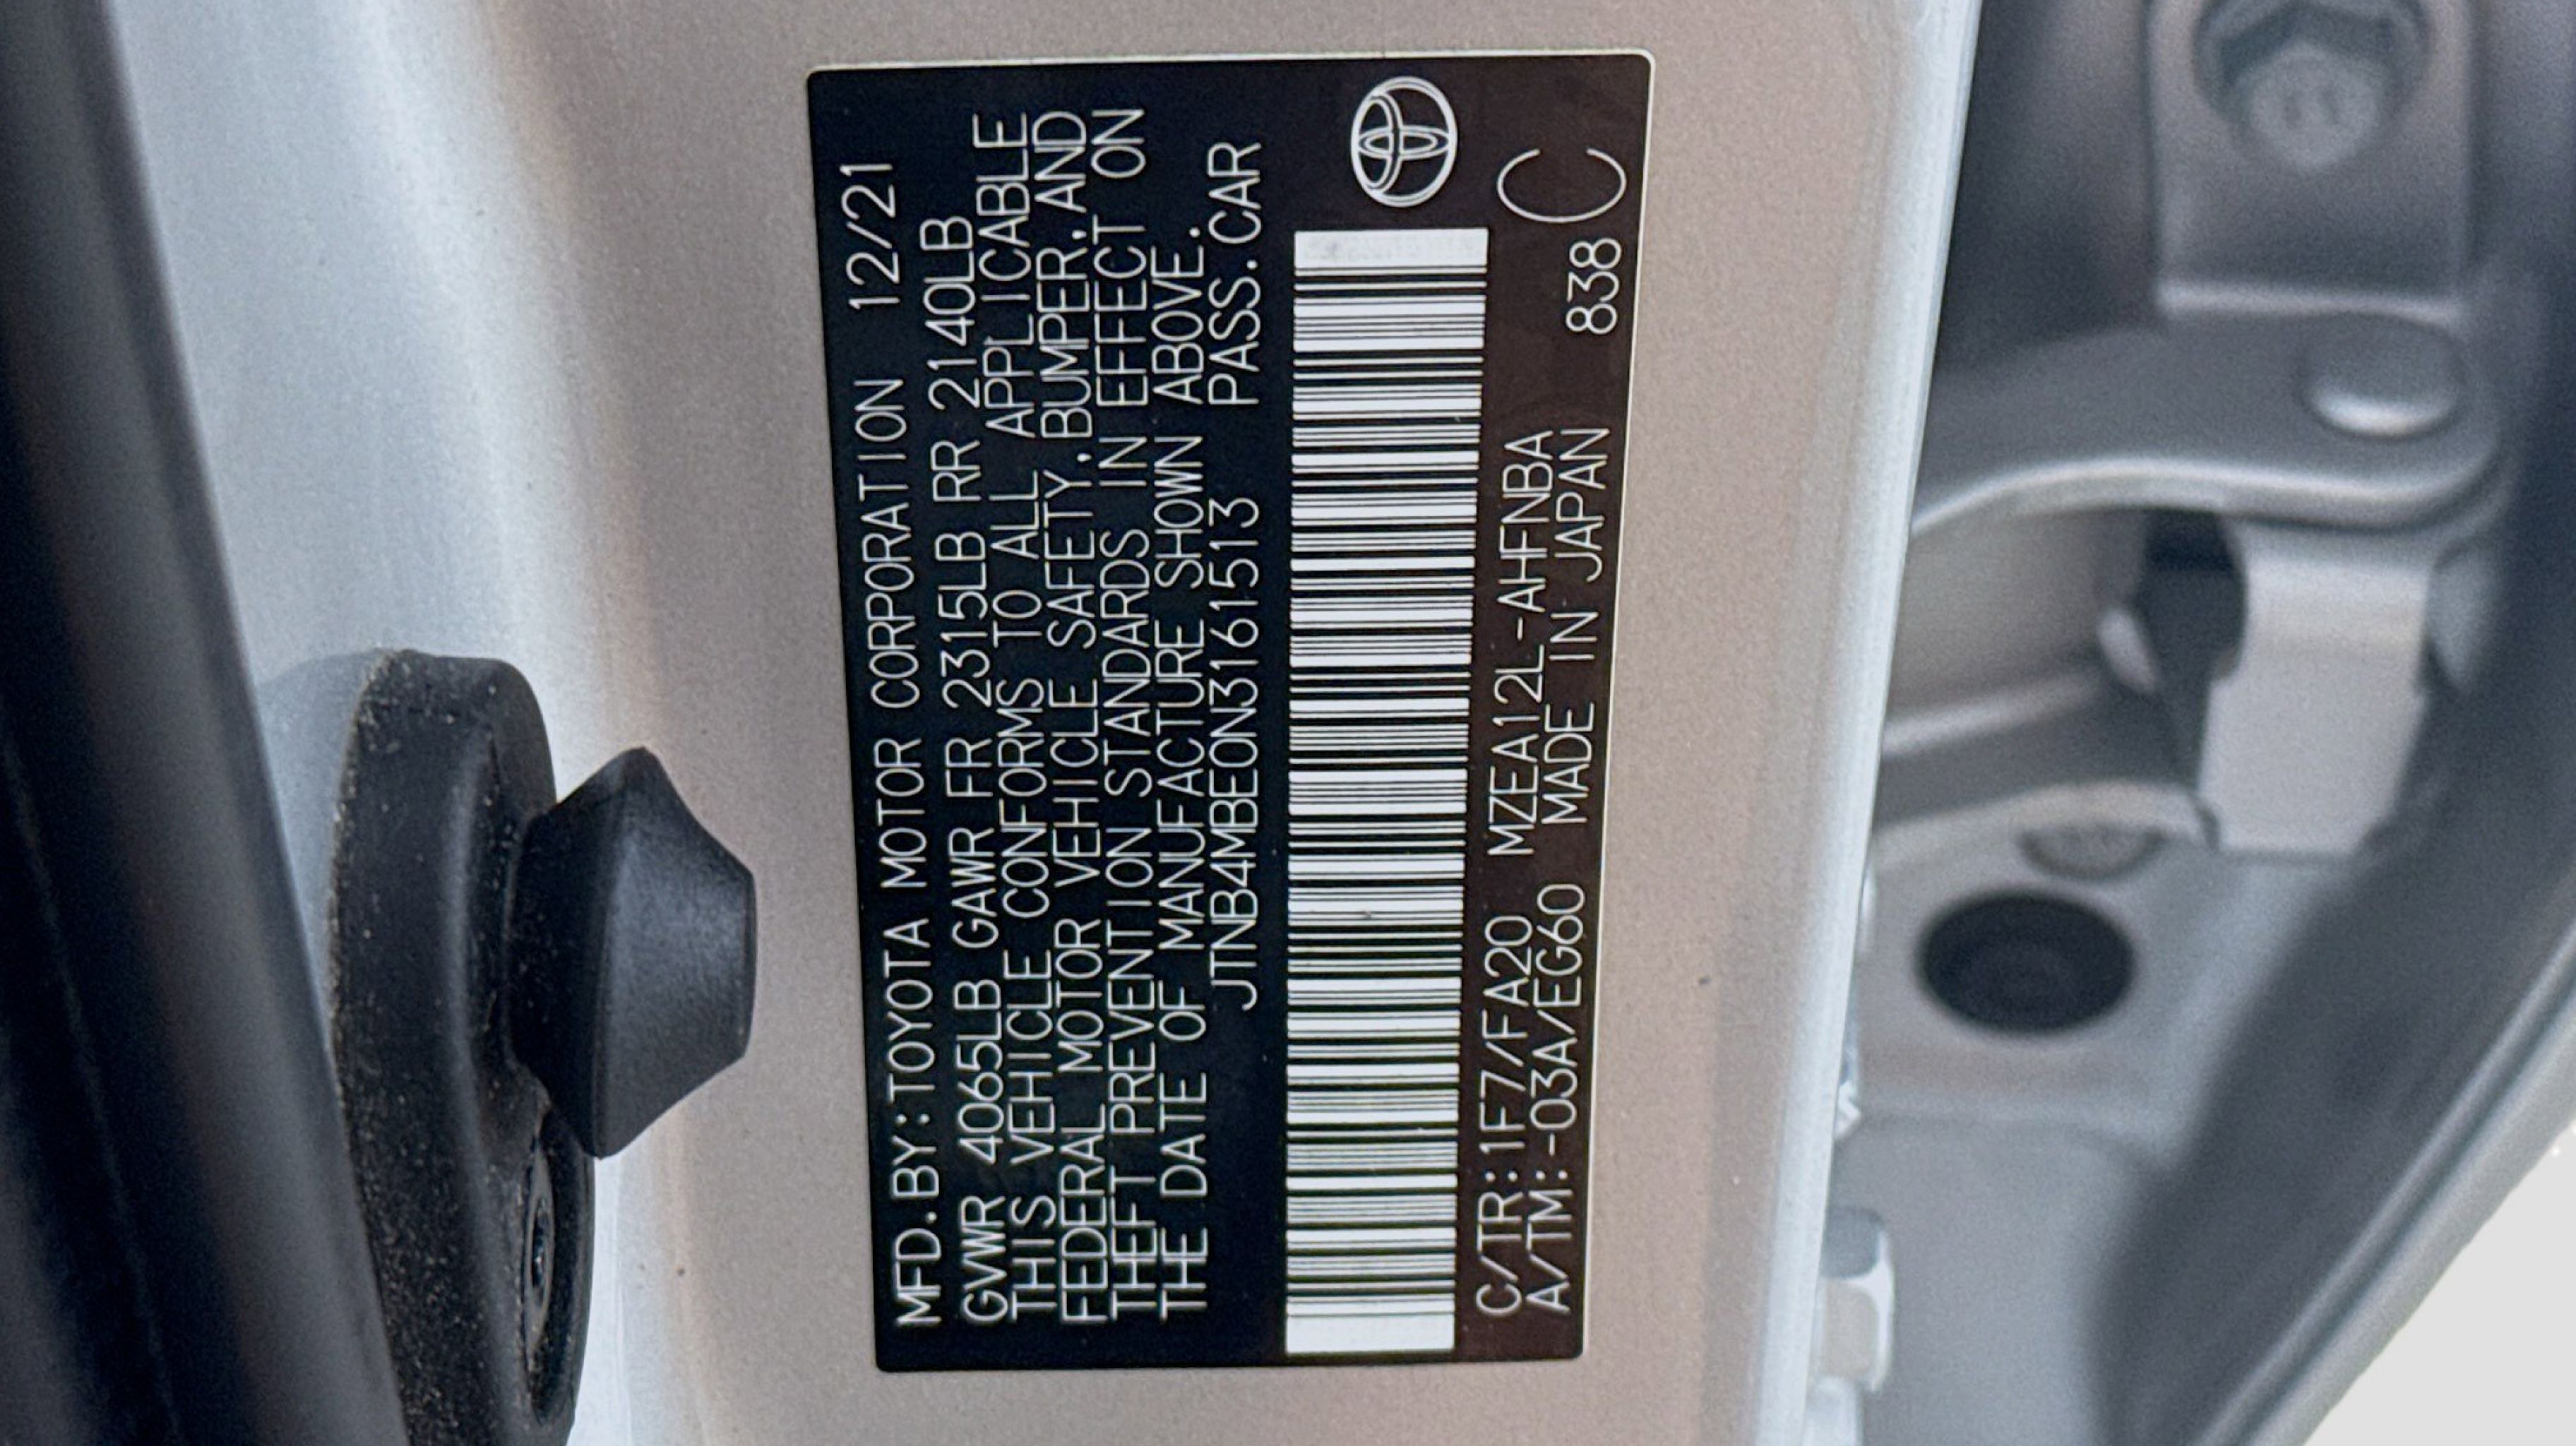 MFD.BY:TOYOTA MOTOR CORPORATION 12/21
GVWR 4065LB GAWR FR 2315LB RR 2140LB
THIS VEHICLE CONFORMS TO ALL APPLICABLE
FEDERAL MOTOR VEHICLE SAFETY,BUMPER,AND
THEFT PREVENTION STANDARDS IN EFFECT ON
THE DATE OF MANUFACTURE SHOWN ABOVE.
JTNB4MBE0N3161513 PASS.CAR
C/TR:1F7/FA20 MZEA12L-AHFNBA
A/TM:-03A/EG60 MADE IN JAPAN 838 C